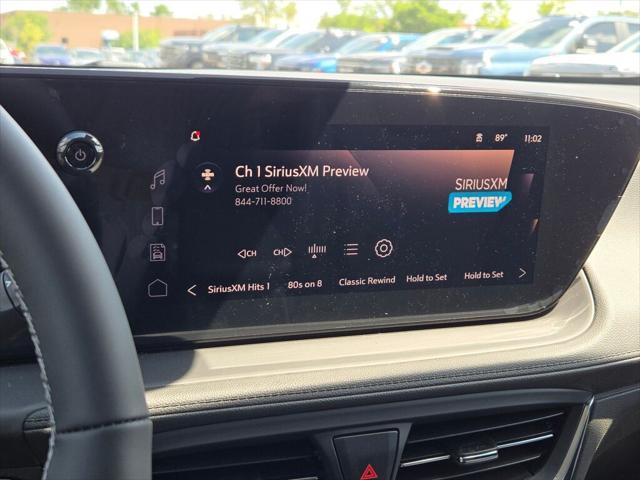 89° 11:02
Ch 1 SiriusXM Preview
Great Offer Now!
844-711-8800
SIRIUSXM
PREVIEW
CH CH
SiriusXM Hits 1 80s on 8 Classic Rewind Hold to Set Hold to Set